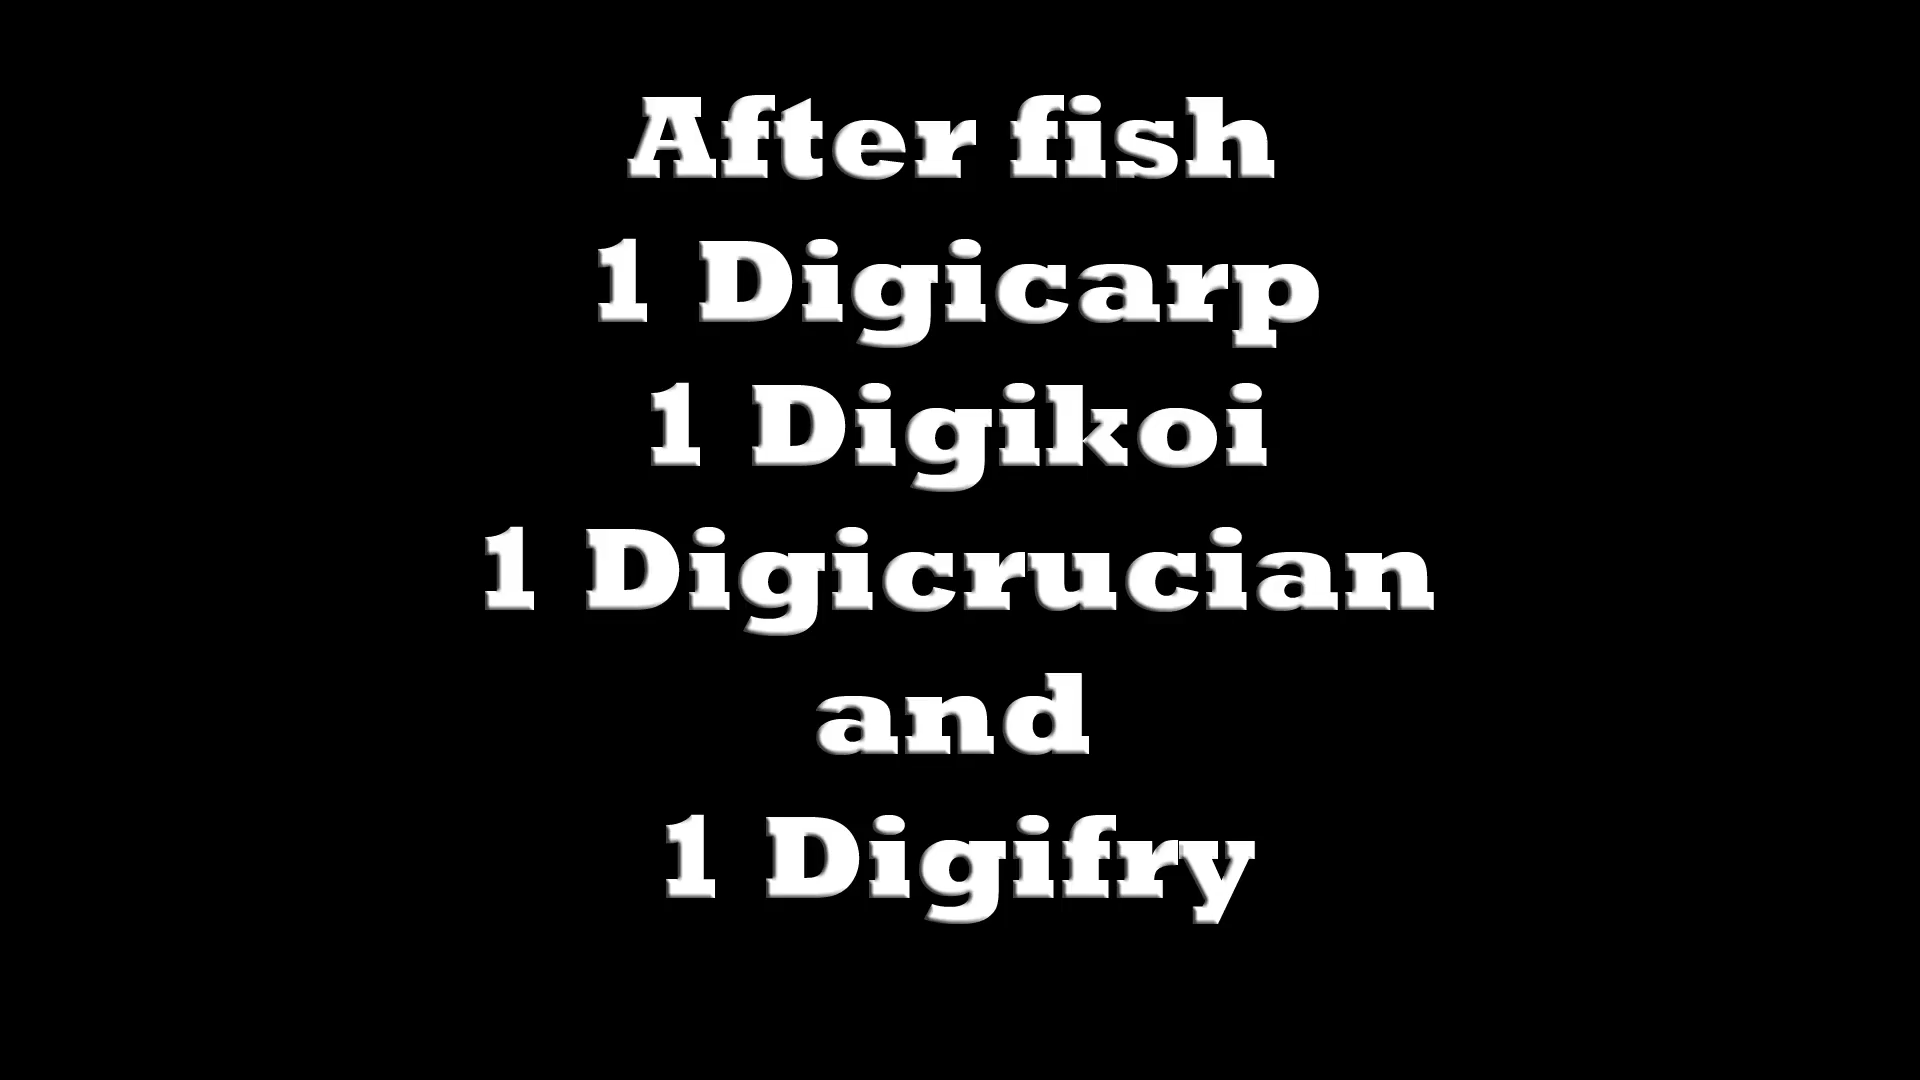 After fish
1 Digicarp
1 Digikoi
1 Digicrucian
and
1 Digifry